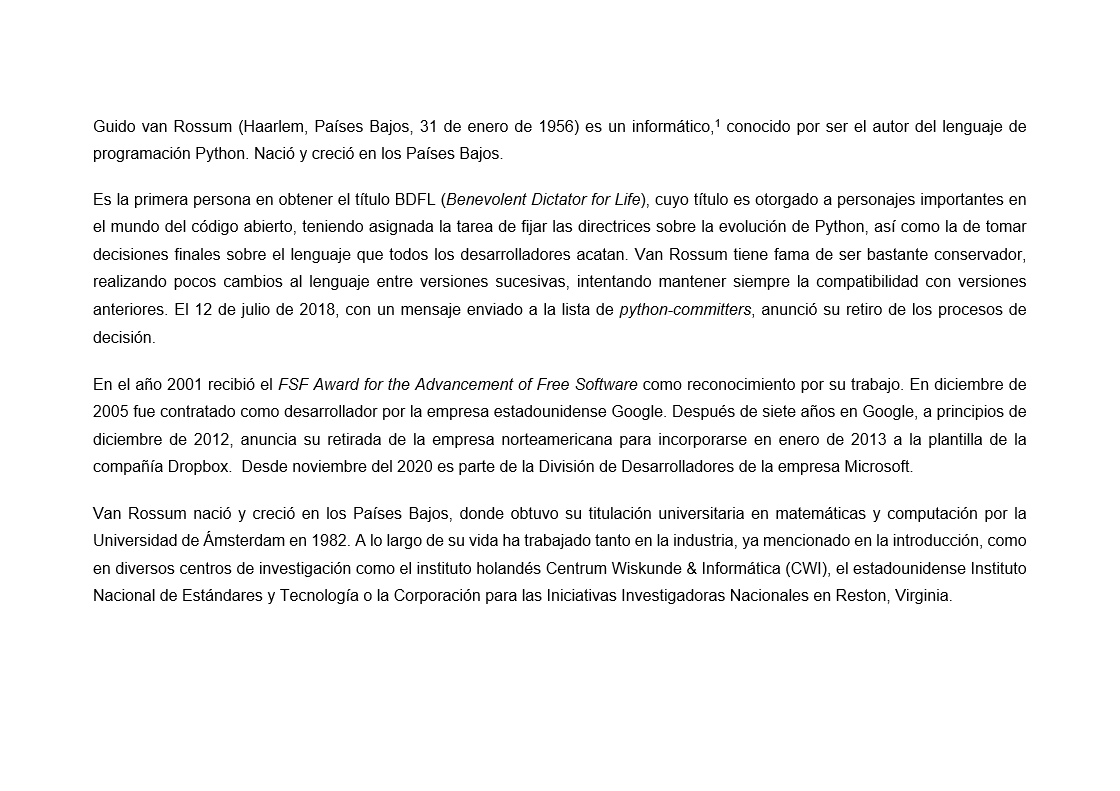 Guido van Rossum (Haarlem, Países Bajos, 31 de enero de 1956) es un informático,¹ conocido por ser el autor del lenguaje de
programación Python. Nació y creció en los Países Bajos.
Es la primera persona en obtener el título BDFL (Benevolent Dictator for Life), cuyo título es otorgado a personajes importantes en
el mundo del código abierto, teniendo asignada la tarea de fijar las directrices sobre la evolución de Python, así como la de tomar
decisiones finales sobre el lenguaje que todos los desarrolladores acatan. Van Rossum tiene fama de ser bastante conservador,
realizando pocos cambios al lenguaje entre versiones sucesivas, intentando mantener siempre la compatibilidad con versiones
anteriores. El 12 de julio de 2018, con un mensaje enviado a la lista de python-committers, anunció su retiro de los procesos de
decisión.
En el año 2001 recibió el FSF Award for the Advancement of Free Software como reconocimiento por su trabajo. En diciembre de
2005 fue contratado como desarrollador por la empresa estadounidense Google. Después de siete años en Google, a principios de
diciembre de 2012, anuncia su retirada de la empresa norteamericana para incorporarse en enero de 2013 a la plantilla de la
compañía Dropbox.  Desde noviembre del 2020 es parte de la División de Desarrolladores de la empresa Microsoft.
Van Rossum nació y creció en los Países Bajos, donde obtuvo su titulación universitaria en matemáticas y computación por la
Universidad de Ámsterdam en 1982. A lo largo de su vida ha trabajado tanto en la industria, ya mencionado en la introducción, como
en diversos centros de investigación como el instituto holandés Centrum Wiskunde & Informática (CWI), el estadounidense Instituto
Nacional de Estándares y Tecnología o la Corporación para las Iniciativas Investigadoras Nacionales en Reston, Virginia.